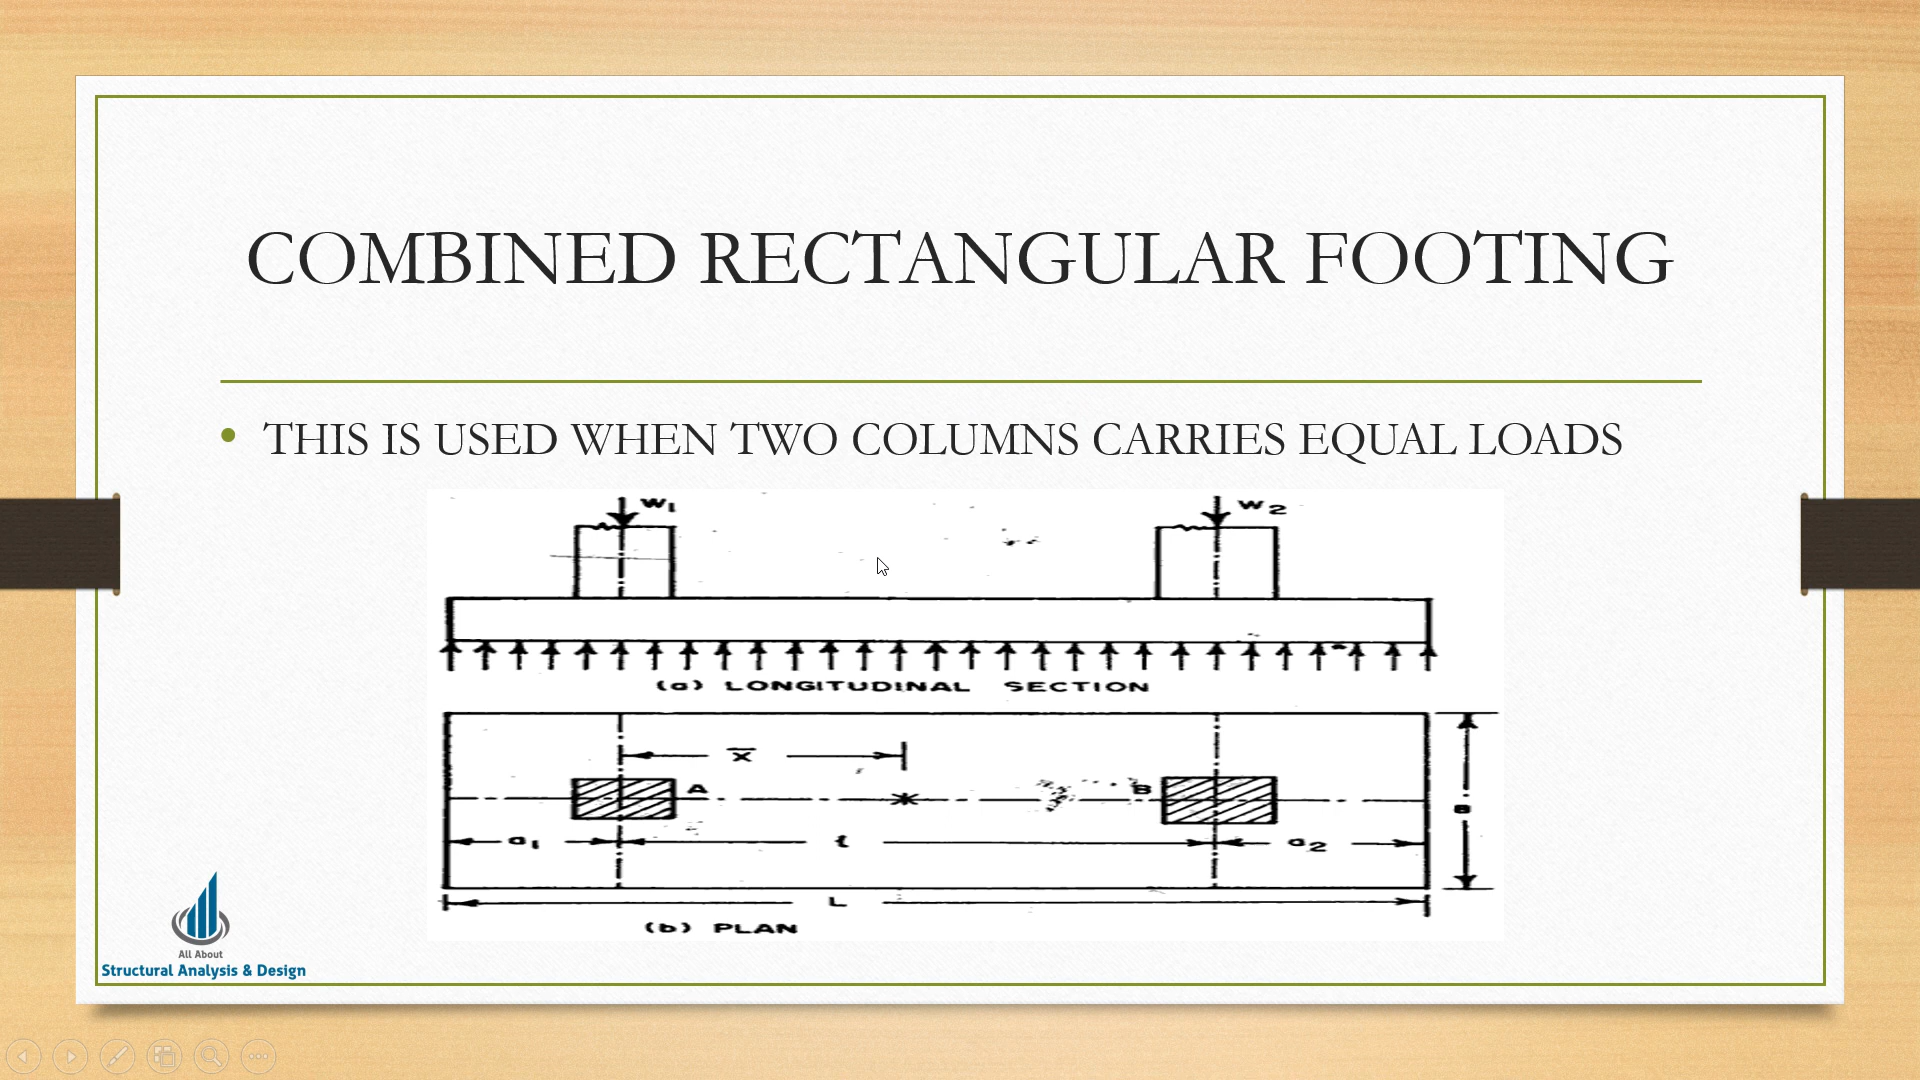 COMBINED RECTANGULAR FOOTING
• THIS IS USED WHEN TWO COLUMNS CARRIES EQUAL LOADS
W1 W2
(a) LONGITUDINAL SECTION
x̄
A B
B
a1 l a2
L
(b) PLAN
All About
Structural Analysis & Design